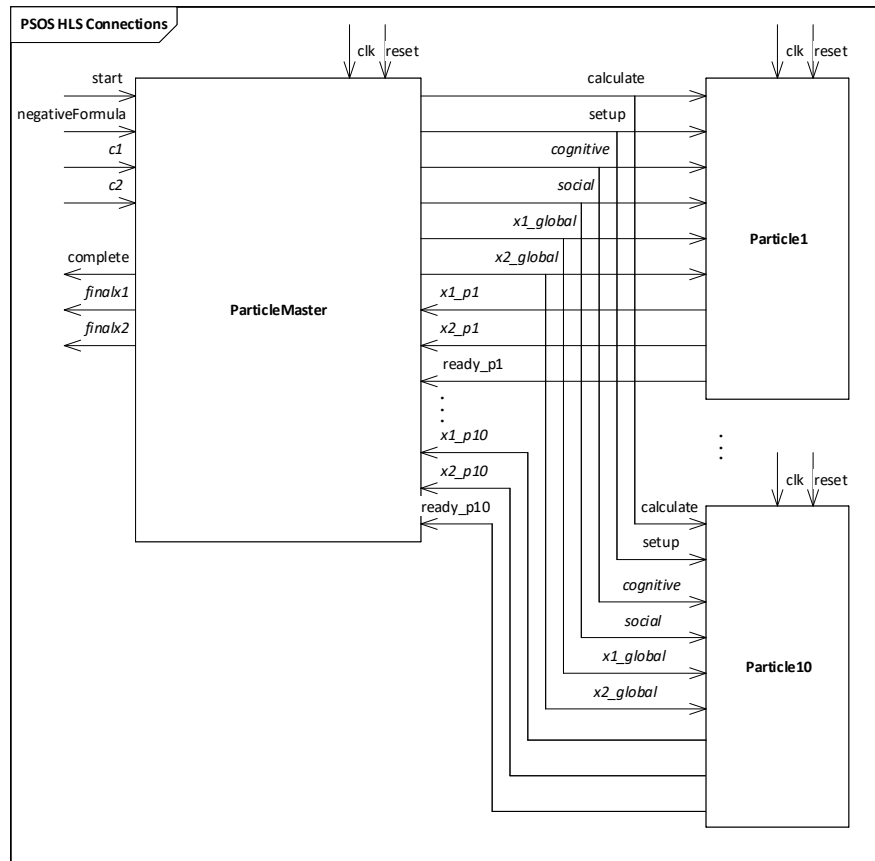 PSOS HLS Connections
clk reset
clk reset
start
calculate
negativeFormula
setup
c1
cognitive
c2
social
x1_global
Particle1
complete
x2_global
finalx1
x1_p1
ParticleMaster
finalx2
x2_p1
ready_p1
x1_p10
x2_p10
clk reset
ready_p10
calculate
setup
cognitive
social
x1_global
Particle10
x2_global